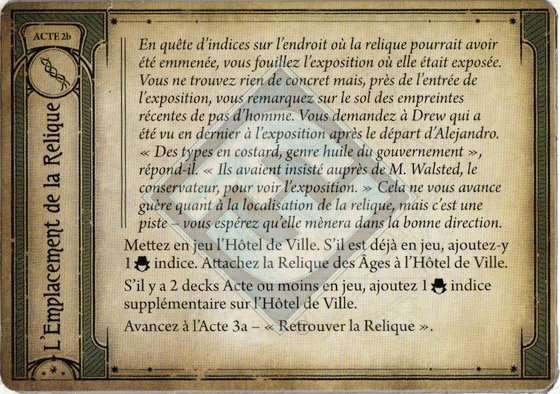 ACTE 2b
L'Emplacement de la Relique
En quête d'indices sur l'endroit où la relique pourrait avoir
été emmenée, vous fouillez l'exposition où elle était exposée.
Vous ne trouvez rien de concret mais, près de l'entrée de
l'exposition, vous remarquez sur le sol des empreintes
récentes de pas d'homme. Vous demandez à Drew qui a
été vu en dernier à l'exposition après le départ d'Alejandro.
« Des types en costard, genre huile du gouvernement »,
répond-il. « Ils avaient insisté auprès de M. Walsted, le
conservateur, pour voir l'exposition. » Cela ne vous avance
guère quant à la localisation de la relique, mais c'est une
piste – vous espérez qu'elle mènera dans la bonne direction.
Mettez en jeu l'Hôtel de Ville. S'il est déjà en jeu, ajoutez-y
1 indice. Attachez la Relique des Âges à l'Hôtel de Ville.
S'il y a 2 decks Acte ou moins en jeu, ajoutez 1 indice
supplémentaire sur l'Hôtel de Ville.
Avancez à l'Acte 3a – « Retrouver la Relique ».